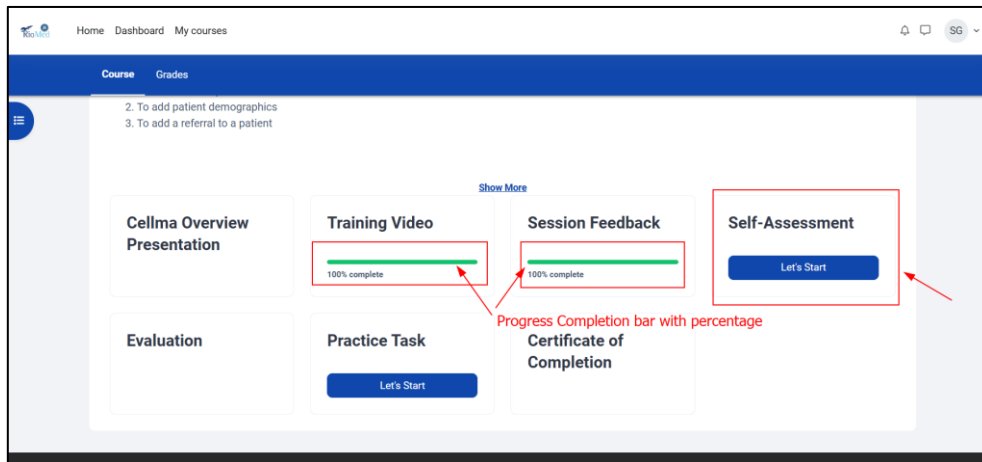 RioMed
Home Dashboard My courses
SG
Course Grades
2. To add patient demographics
3. To add a referral to a patient
Show More
Cellma Overview
Presentation
Training Video
100% complete
Session Feedback
100% complete
Self-Assessment
Let's Start
Progress Completion bar with percentage
Evaluation
Practice Task
Let's Start
Certificate of
Completion